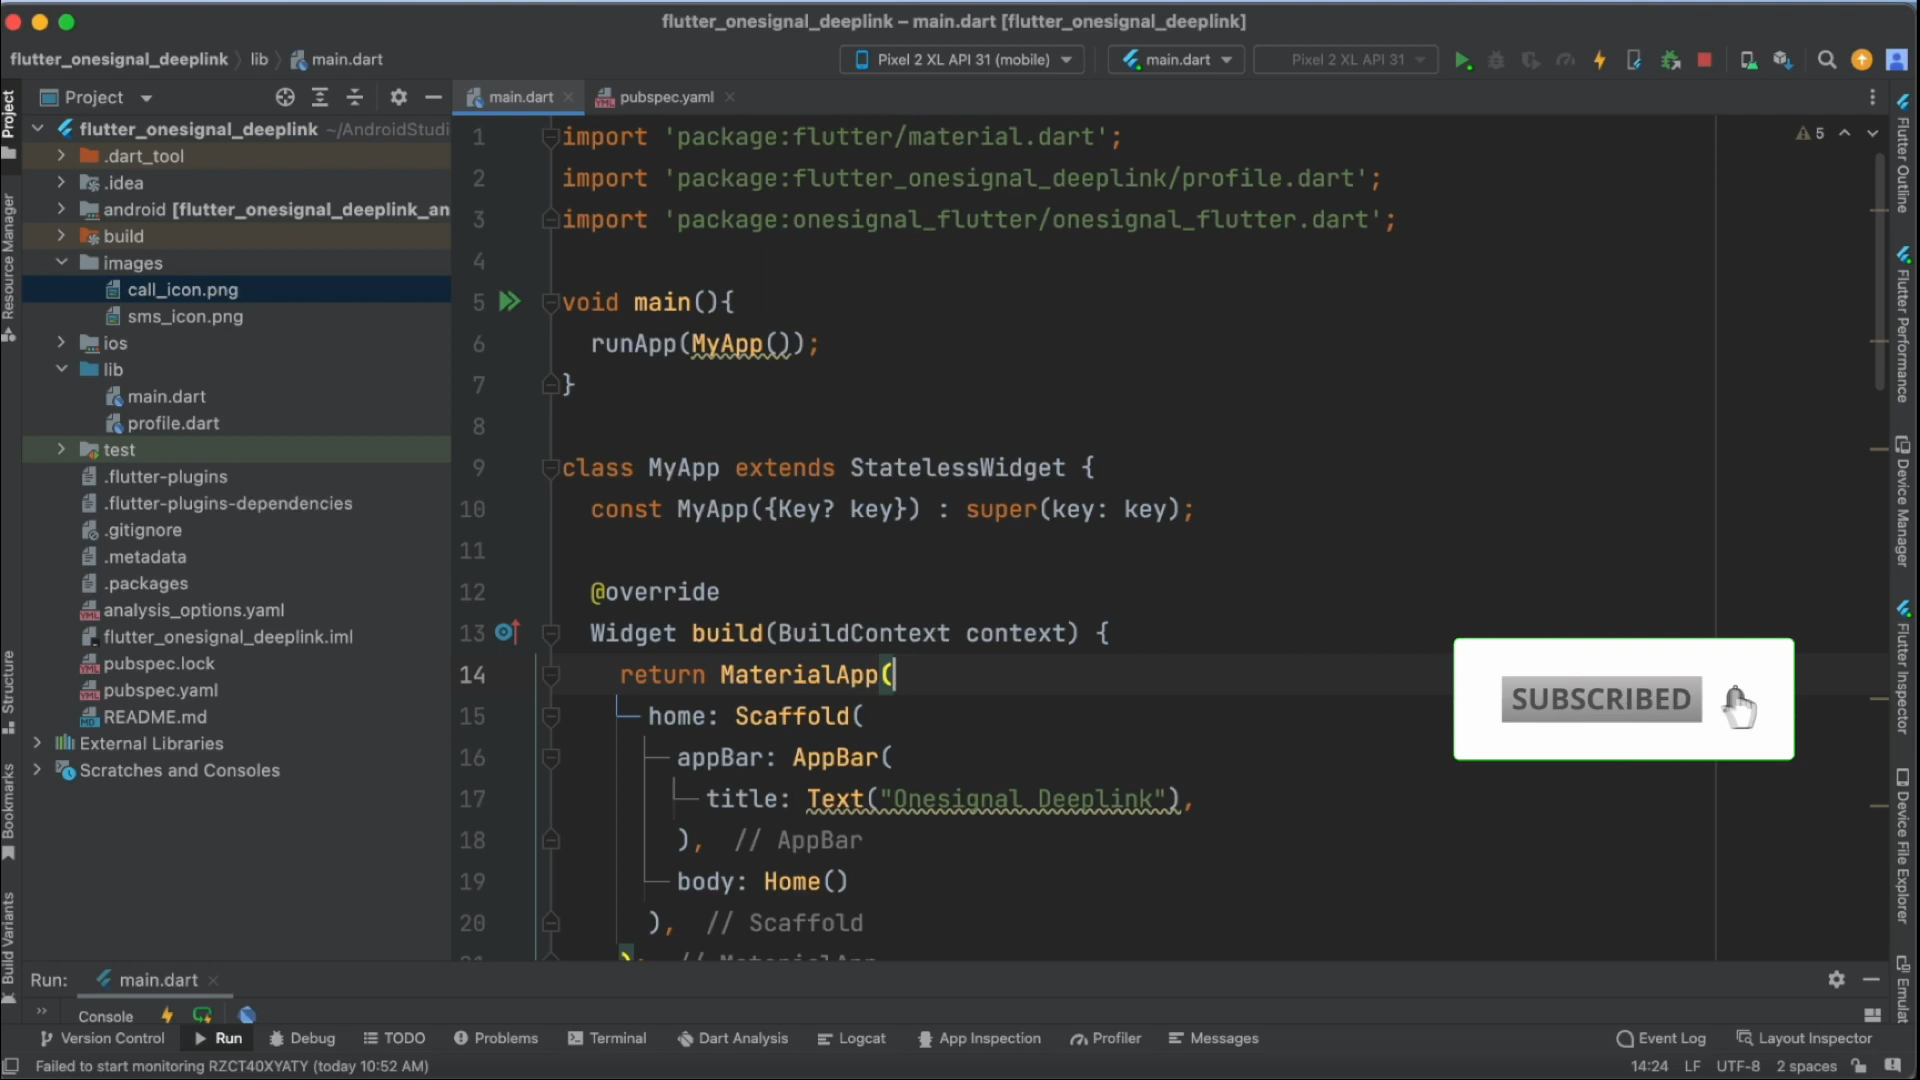 flutter_onesignal_deeplink – main.dart [flutter_onesignal_deeplink]
flutter_onesignal_deeplink lib main.dart
Pixel 2 XL API 31 (mobile) main.dart Pixel 2 XL API 31
Project
main.dart
pubspec.yaml
flutter_onesignal_deeplink ~/AndroidStudi
.dart_tool
.idea
android [flutter_onesignal_deeplink_an
build
images
call_icon.png
sms_icon.png
ios
lib
main.dart
profile.dart
test
.flutter-plugins
.flutter-plugins-dependencies
.gitignore
.metadata
.packages
analysis_options.yaml
flutter_onesignal_deeplink.iml
pubspec.lock
pubspec.yaml
README.md
External Libraries
Scratches and Consoles
Project
Resource Manager
Structure
Bookmarks
Build Variants
1 import 'package:flutter/material.dart';
2 import 'package:flutter_onesignal_deeplink/profile.dart';
3 import 'package:onesignal_flutter/onesignal_flutter.dart';
4
5 void main(){
6 runApp(MyApp());
7 }
8
9 class MyApp extends StatelessWidget {
10 const MyApp({Key? key}) : super(key: key);
11
12 @override
13 Widget build(BuildContext context) {
14 return MaterialApp(
15 home: Scaffold(
16 appBar: AppBar(
17 title: Text("Onesignal Deeplink"),
18 ), // AppBar
19 body: Home()
20 ), // Scaffold
21 ); // MaterialApp
5
SUBSCRIBED
Flutter Outline
Flutter Performance
Device Manager
Flutter Inspector
Device File Explorer
Emulat
Run: main.dart
Console
Version Control Run Debug TODO Problems Terminal Dart Analysis Logcat App Inspection Profiler Messages Event Log Layout Inspector
Failed to start monitoring RZCT40XYATY (today 10:52 AM) 14:24 LF UTF-8 2 spaces